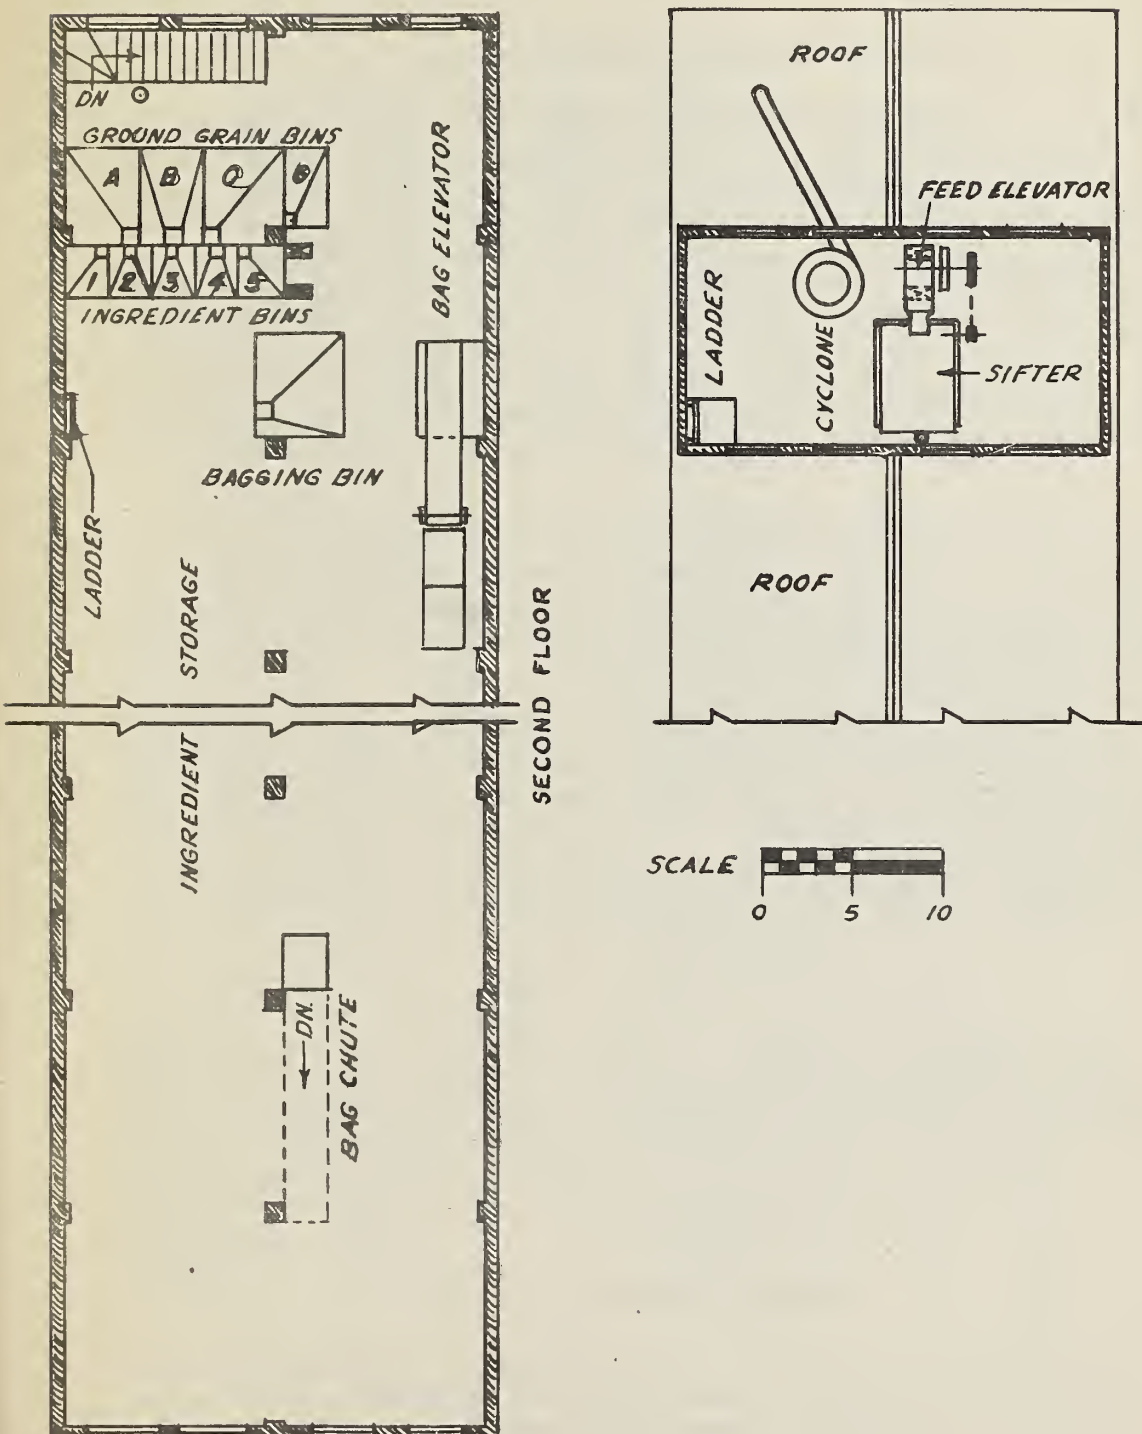 DN
GROUND GRAIN BINS
A B C
1 2 3 4 5
INGREDIENT BINS
BAG ELEVATOR
BAGGING BIN
LADDER
INGREDIENT STORAGE
SECOND FLOOR
DN.
BAG CHUTE
ROOF
FEED ELEVATOR
LADDER
CYCLONE
SIFTER
ROOF
SCALE
0 5 10